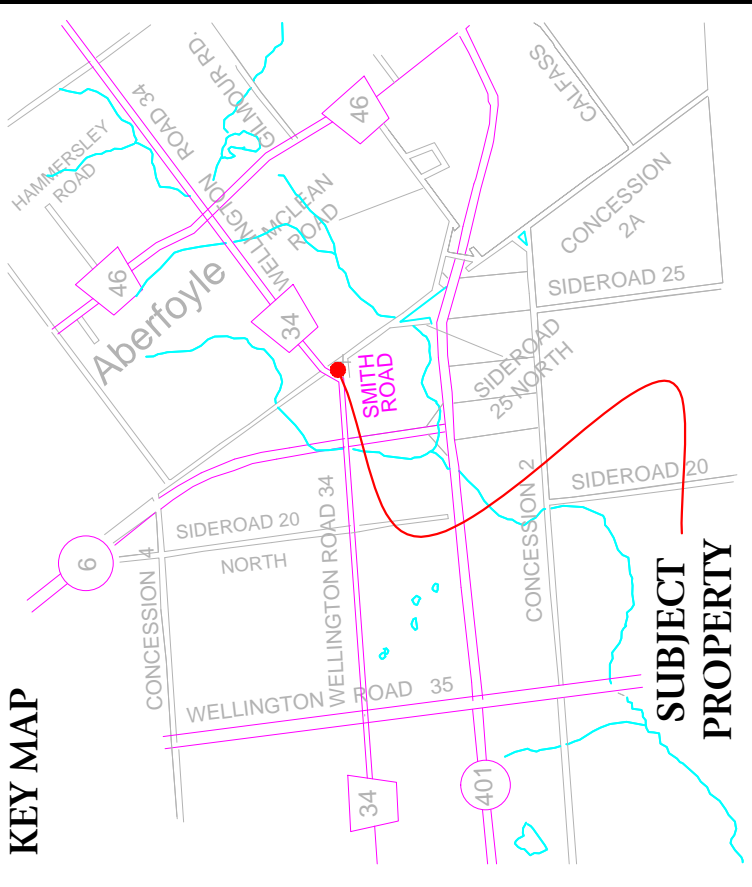 KEY MAP
HAMMERSLEY
ROAD
ROAD 34
WELLINGTON
GILMOUR RD.
46
46
MCLEAN
ROAD
CALFASS
Aberfoyle
34
SMITH
ROAD
CONCESSION
2A
SIDEROAD 25
SIDEROAD
25 NORTH
6
SIDEROAD 20
NORTH
CONCESSION 4
WELLINGTON ROAD 34
CONCESSION 2
SIDEROAD 20
WELLINGTON ROAD 35
34
401
SUBJECT
PROPERTY